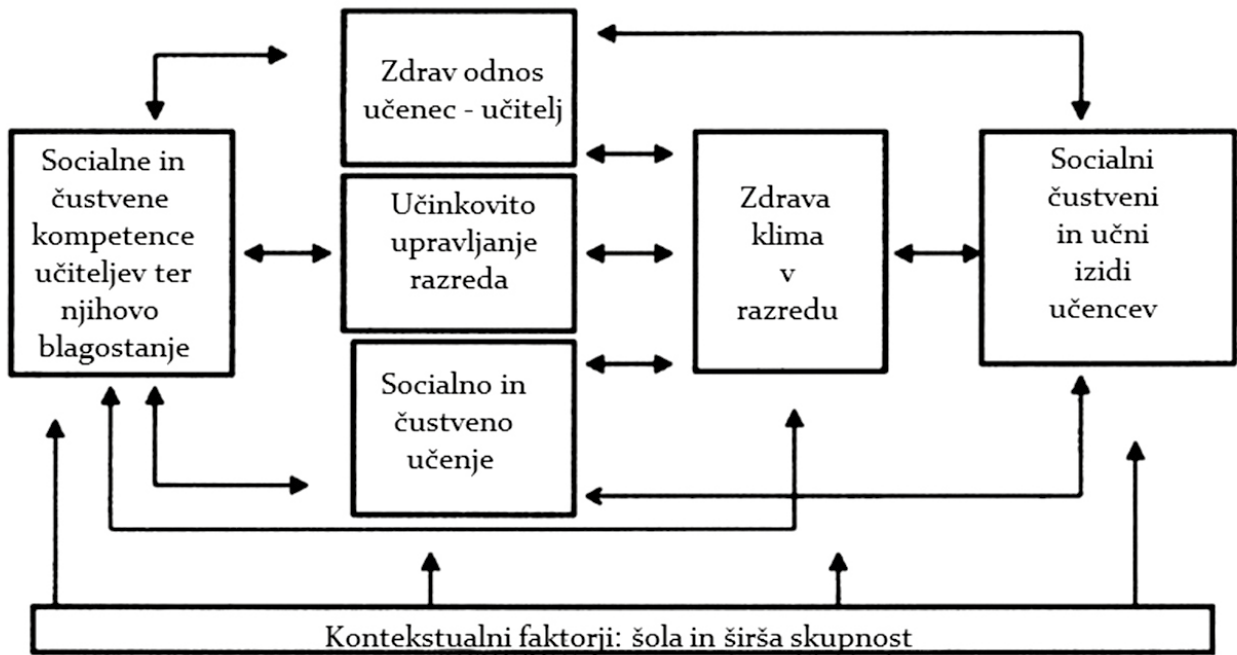 Zdrav odnos
učenec - učitelj
Socialne in
čustvene
kompetence
učiteljev ter
njihovo
blagostanje
Učinkovito
upravljanje
razreda
Socialno in
čustveno
učenje
Zdrava
klima
v
razredu
Socialni
čustveni
in učni
izidi
učencev
Kontekstualni faktorji: šola in širša skupnost